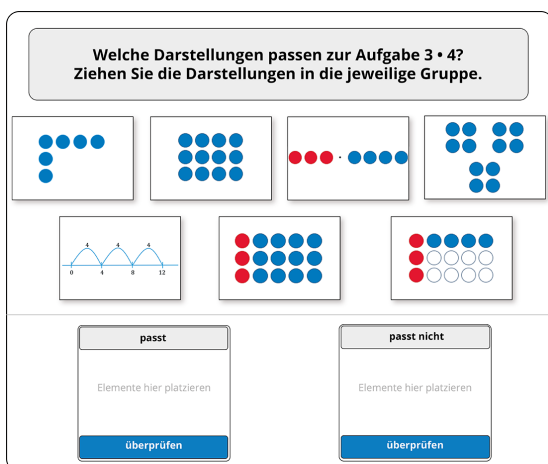 Welche Darstellungen passen zur Aufgabe 3 • 4?
Ziehen Sie die Darstellungen in die jeweilige Gruppe.
4 4 4
0 4 8 12
passt
passt nicht
Elemente hier platzieren
Elemente hier platzieren
überprüfen
überprüfen